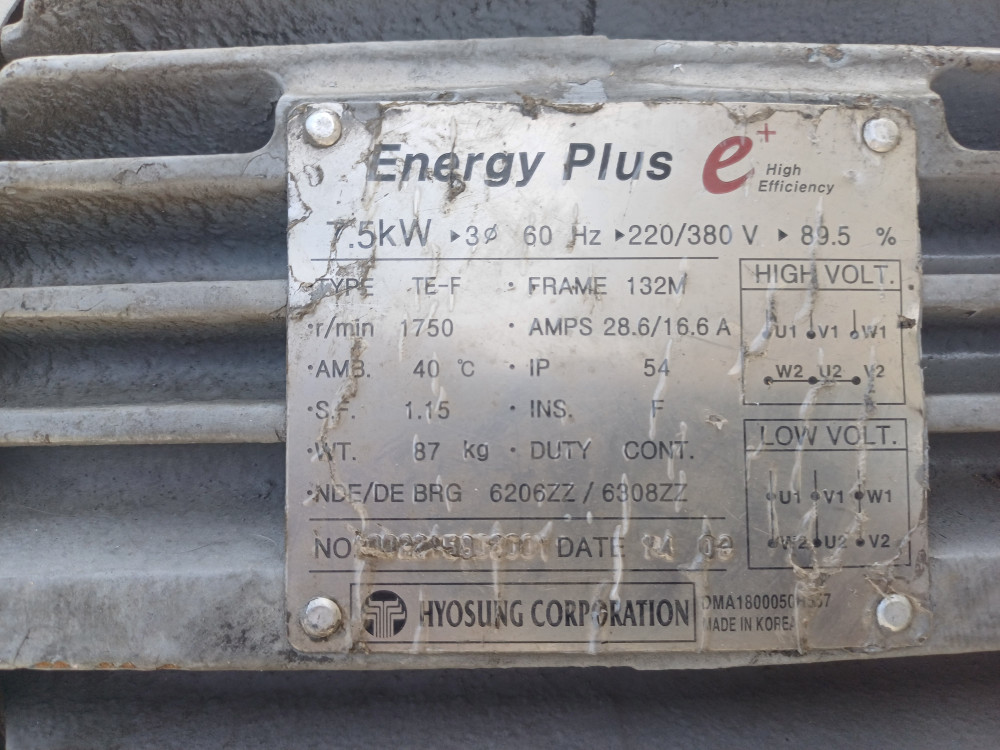 Energy Plus e+ High Efficiency
7.5kW ▸3ø 60 Hz ▸220/380 V ▸ 89.5 %
•TYPE TE-F • FRAME 132M
•r/min 1750 • AMPS 28.6/16.6 A
•AMB. 40 ℃ • IP 54
•S.F. 1.15 • INS. F
•WT. 87 kg • DUTY CONT.
•NDE/DE BRG 6206ZZ / 6308ZZ
NO DATE
HIGH VOLT.
U1 V1 W1
W2 U2 V2
LOW VOLT.
U1 V1 W1
W2 U2 V2
HYOSUNG CORPORATION
MADE IN KOREA